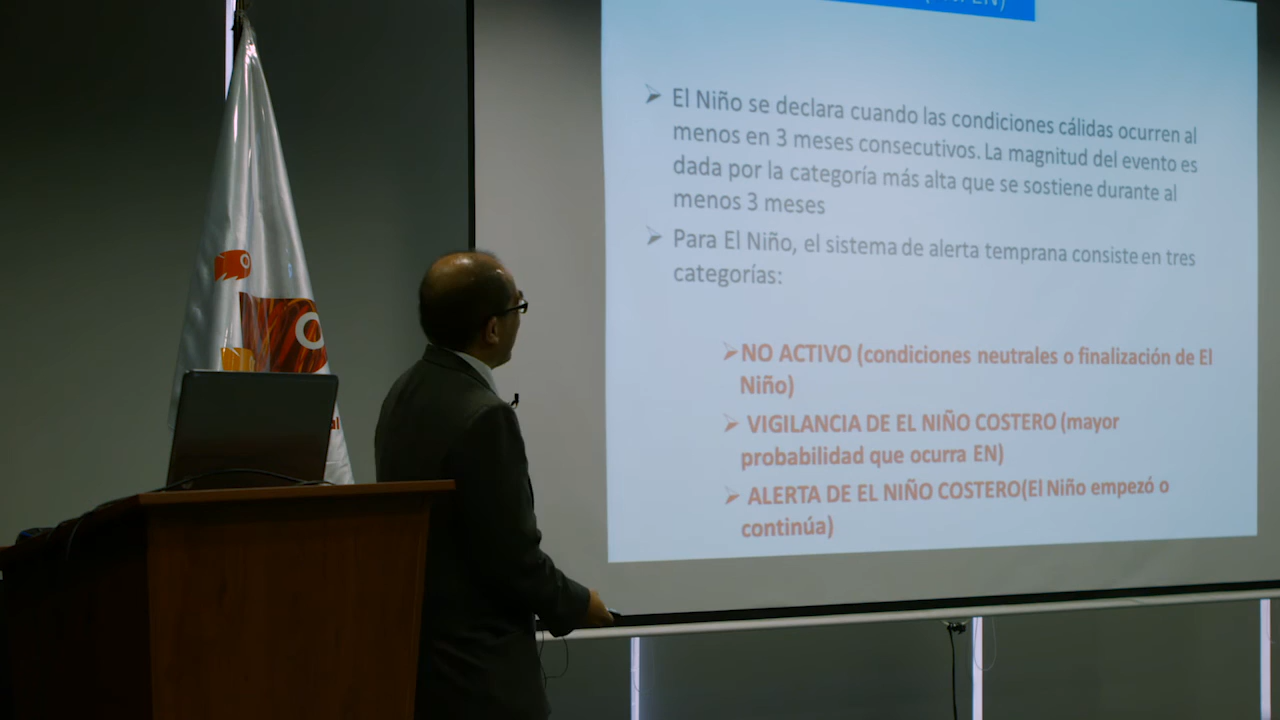 El Niño se declara cuando las condiciones cálidas ocurren al
menos en 3 meses consecutivos. La magnitud del evento es
dada por la categoría más alta que se sostiene durante al
menos 3 meses
Para El Niño, el sistema de alerta temprana consiste en tres
categorías:
NO ACTIVO (condiciones neutrales o finalización de El
Niño)
VIGILANCIA DE EL NIÑO COSTERO (mayor
probabilidad que ocurra EN)
ALERTA DE EL NIÑO COSTERO(El Niño empezó o
continúa)